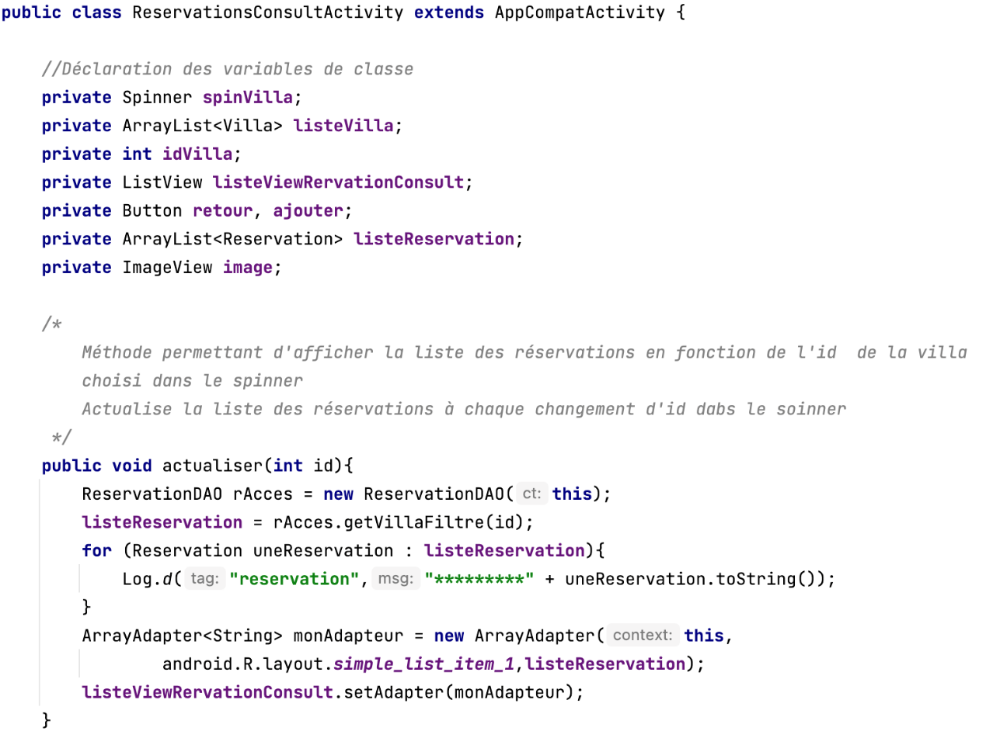 public class ReservationsConsultActivity extends AppCompatActivity {
//Déclaration des variables de classe
private Spinner spinVilla;
private ArrayList<Villa> listeVilla;
private int idVilla;
private ListView listeViewRervationConsult;
private Button retour, ajouter;
private ArrayList<Reservation> listeReservation;
private ImageView image;
/*
Méthode permettant d'afficher la liste des réservations en fonction de l'id  de la villa
choisi dans le spinner
Actualise la liste des réservations à chaque changement d'id dabs le soinner
*/
public void actualiser(int id){
ReservationDAO rAcces = new ReservationDAO( ct: this);
listeReservation = rAcces.getVillaFiltre(id);
for (Reservation uneReservation : listeReservation){
Log.d( tag: "reservation", msg: "*********" + uneReservation.toString());
}
ArrayAdapter<String> monAdapteur = new ArrayAdapter( context: this,
android.R.layout.simple_list_item_1,listeReservation);
listeViewRervationConsult.setAdapter(monAdapteur);
}